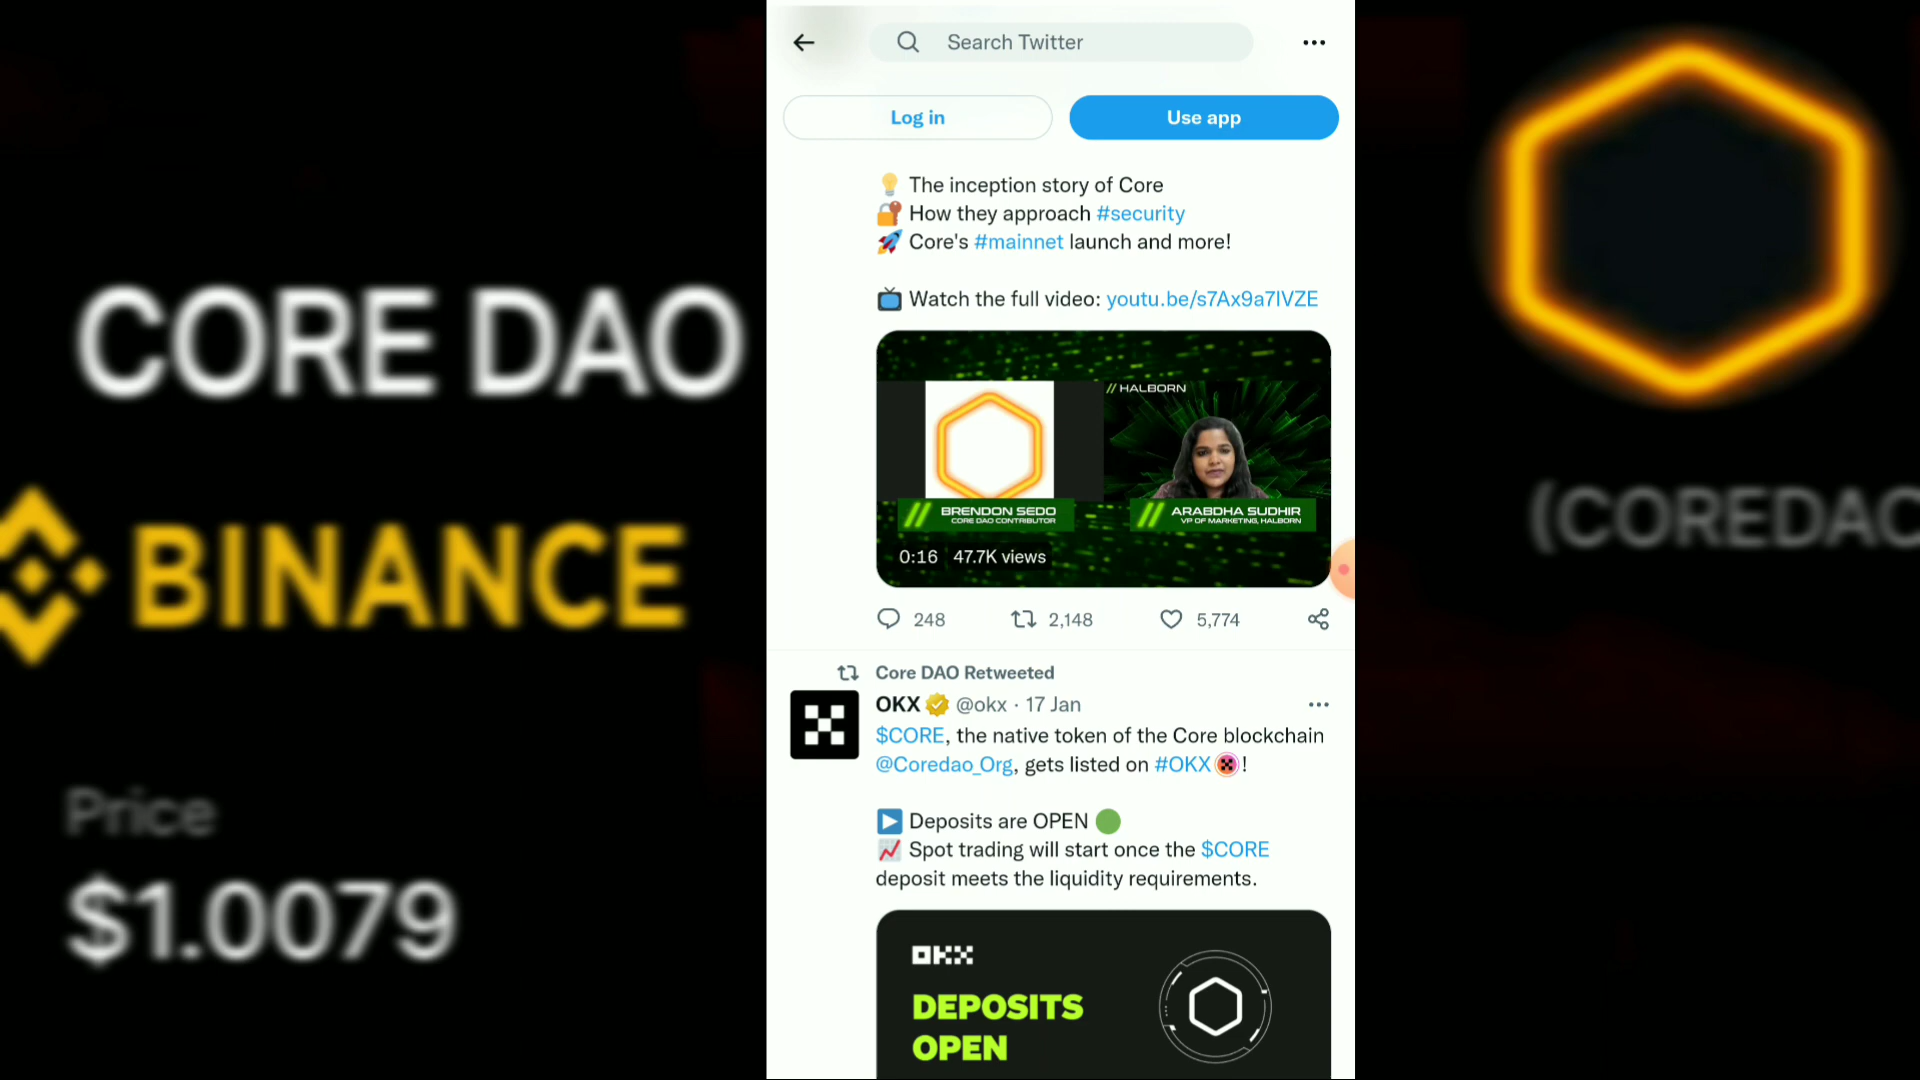 CORE DAO
BINANCE
Price
$1.0079
Search Twitter
Log in
Use app
💡 The inception story of Core
🔐 How they approach #security
🚀 Core's #mainnet launch and more!
📺 Watch the full video: youtu.be/s7Ax9a7IVZE
// HALBORN
BRENDON SEDO
CORE DAO CONTRIBUTOR
ARABDHA SUDHIR
VP OF MARKETING, HALBORN
0:16 47.7K views
248 2,148 5,774
Core DAO Retweeted
OKX @okx · 17 Jan
$CORE, the native token of the Core blockchain
@Coredao_Org, gets listed on #OKX !
▶️ Deposits are OPEN 🟢
📈 Spot trading will start once the $CORE
deposit meets the liquidity requirements.
OKX
DEPOSITS
OPEN
(COREDAO